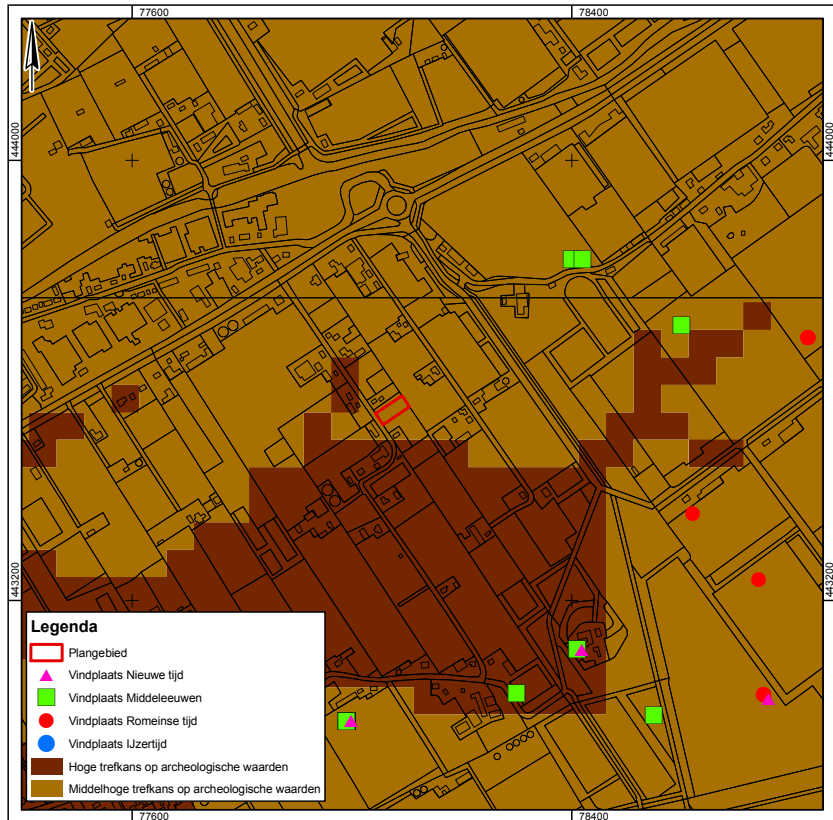 77600
78400
444000
444000
443200
443200
Legenda
Plangebied
Vindplaats Nieuwe tijd
Vindplaats Middeleeuwen
Vindplaats Romeinse tijd
Vindplaats IJzertijd
Hoge trefkans op archeologische waarden
Middelhoge trefkans op archeologische waarden
77600
78400